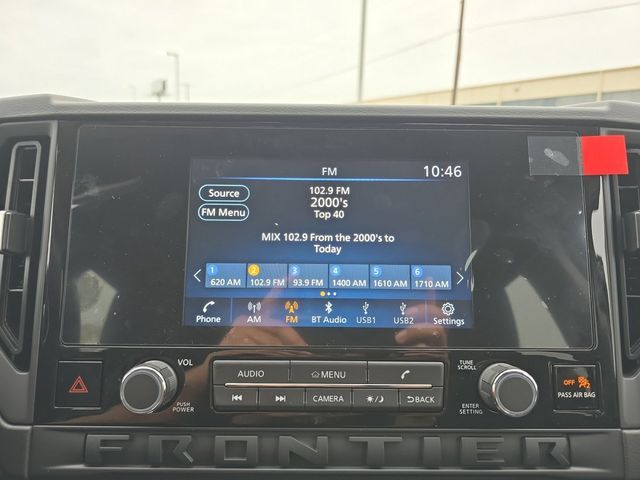 FM
10:46
Source
FM Menu
102.9 FM
2000's
Top 40
MIX 102.9 From the 2000's to
Today
1 2 3 4 5 6
620 AM 102.9 FM 93.9 FM 1400 AM 1610 AM 1710 AM
Phone AM FM BT Audio USB1 USB2 Settings
VOL
PUSH
POWER
AUDIO MENU
CAMERA BACK
TUNE
SCROLL
ENTER
SETTING
OFF
PASS AIR BAG
FRONTIER